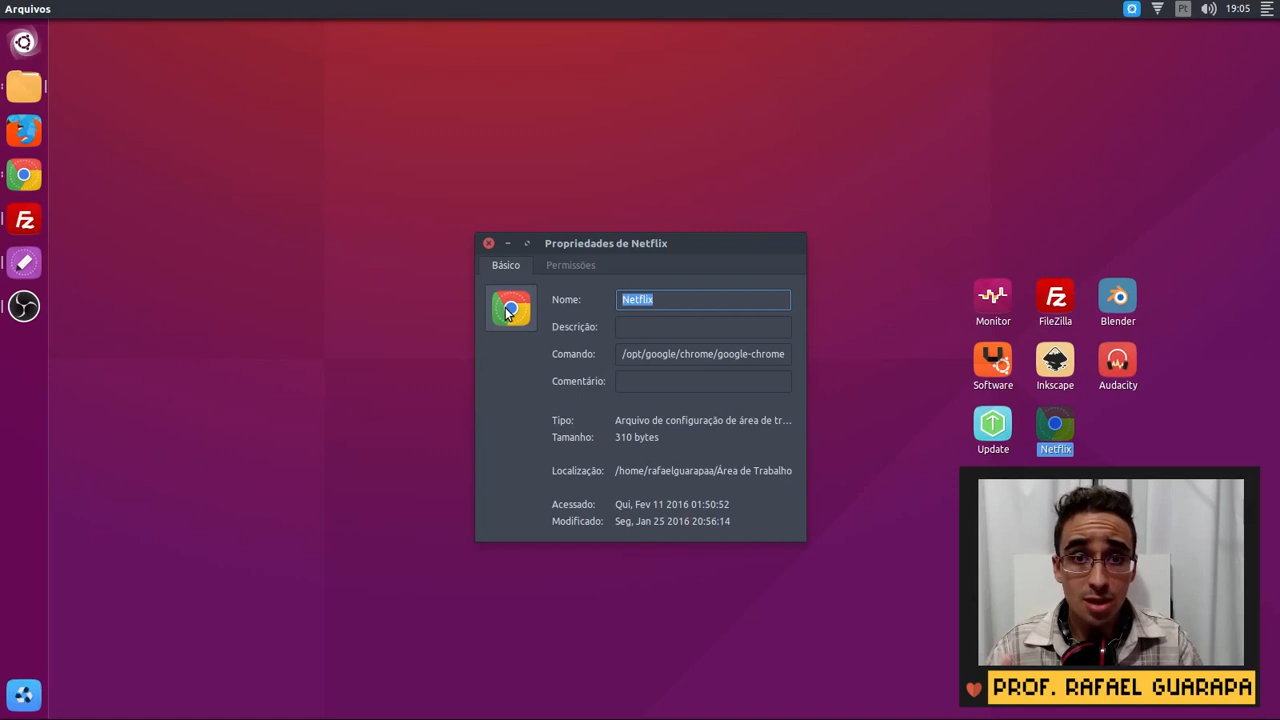 Arquivos
Pt
19:05
Propriedades de Netflix
Básico
Permissões
Nome:
Netflix
Descrição:
Comando:
/opt/google/chrome/google-chrome
Comentário:
Tipo:
Arquivo de configuração de área de tr...
Tamanho:
310 bytes
Localização:
/home/rafaelguarapaa/Área de Trabalho
Acessado:
Qui, Fev 11 2016 01:50:52
Modificado:
Seg, Jan 25 2016 20:56:14
Monitor
FileZilla
Blender
Software
Inkscape
Audacity
Update
Netflix
Fz
Fz
PROF. RAFAEL GUARAPA